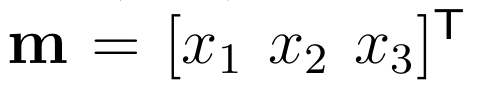 𝐦 = [𝑥₁ 𝑥₂ 𝑥₃]ᵀ